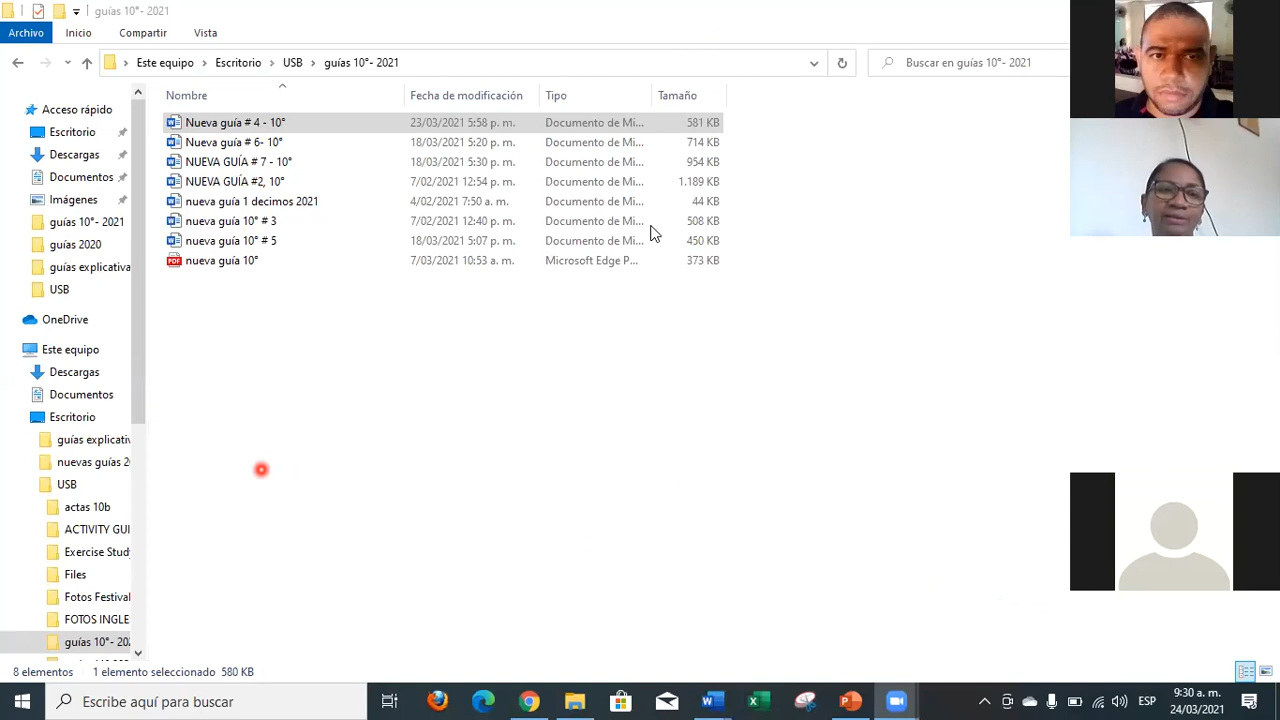 guías 10°- 2021
Archivo Inicio Compartir Vista
Este equipo Escritorio USB guías 10°- 2021 Buscar en guías 10°- 2021
Nombre Fecha de modificación Tipo Tamaño
Acceso rápido
Escritorio
Descargas
Documentos
Imágenes
guías 10°- 2021
guías 2020
guías explicativa
USB
OneDrive
Este equipo
Descargas
Documentos
Escritorio
guías explicativ
nuevas guías 2
USB
actas 10b
ACTIVITY GUI
Exercise Study
Files
Fotos Festival
FOTOS INGLE
guías 10°- 20
Nueva guía # 4 - 10° 23/03/2021 5:58 p. m. Documento de Mi... 581 KB
Nueva guía # 6- 10° 18/03/2021 5:20 p. m. Documento de Mi... 714 KB
NUEVA GUÍA # 7 - 10° 18/03/2021 5:30 p. m. Documento de Mi... 954 KB
NUEVA GUÍA #2, 10° 7/02/2021 12:54 p. m. Documento de Mi... 1.189 KB
nueva guía 1 decimos 2021 4/02/2021 7:50 a. m. Documento de Mi... 44 KB
nueva guía 10° # 3 7/02/2021 12:40 p. m. Documento de Mi... 508 KB
nueva guía 10° # 5 18/03/2021 5:07 p. m. Documento de Mi... 450 KB
nueva guía 10° 7/03/2021 10:53 a. m. Microsoft Edge P... 373 KB
8 elementos 1 elemento seleccionado 580 KB
Escribe aquí para buscar
ESP
9:30 a. m.
24/03/2021